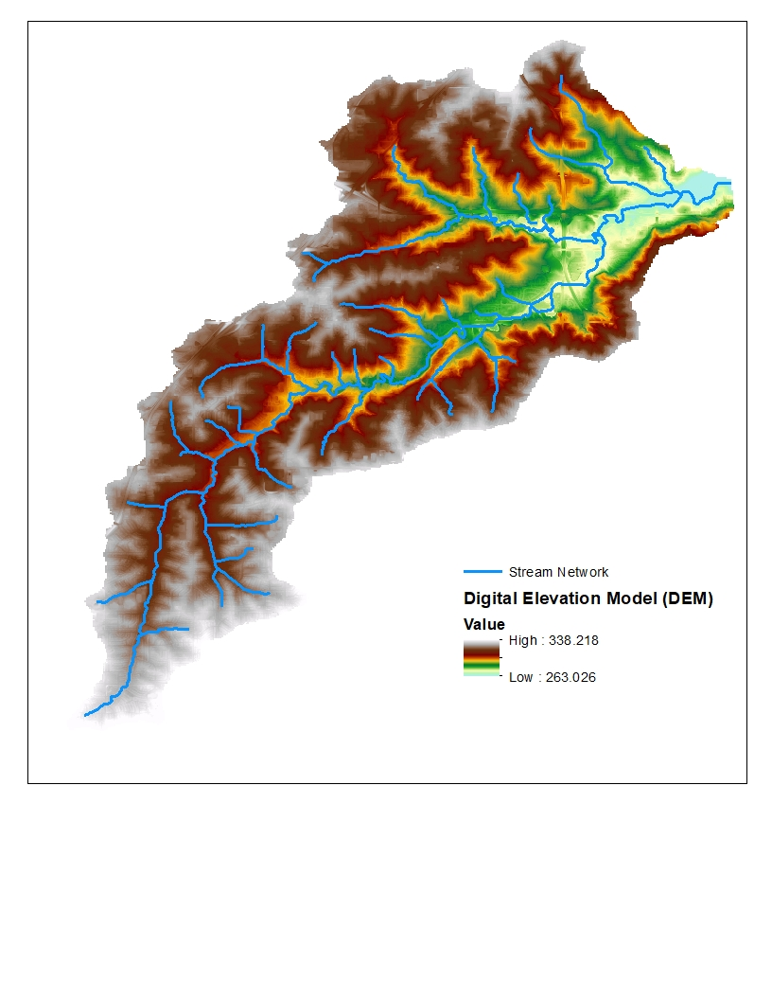 Stream Network
Digital Elevation Model (DEM)
Value
High : 338.218
Low : 263.026